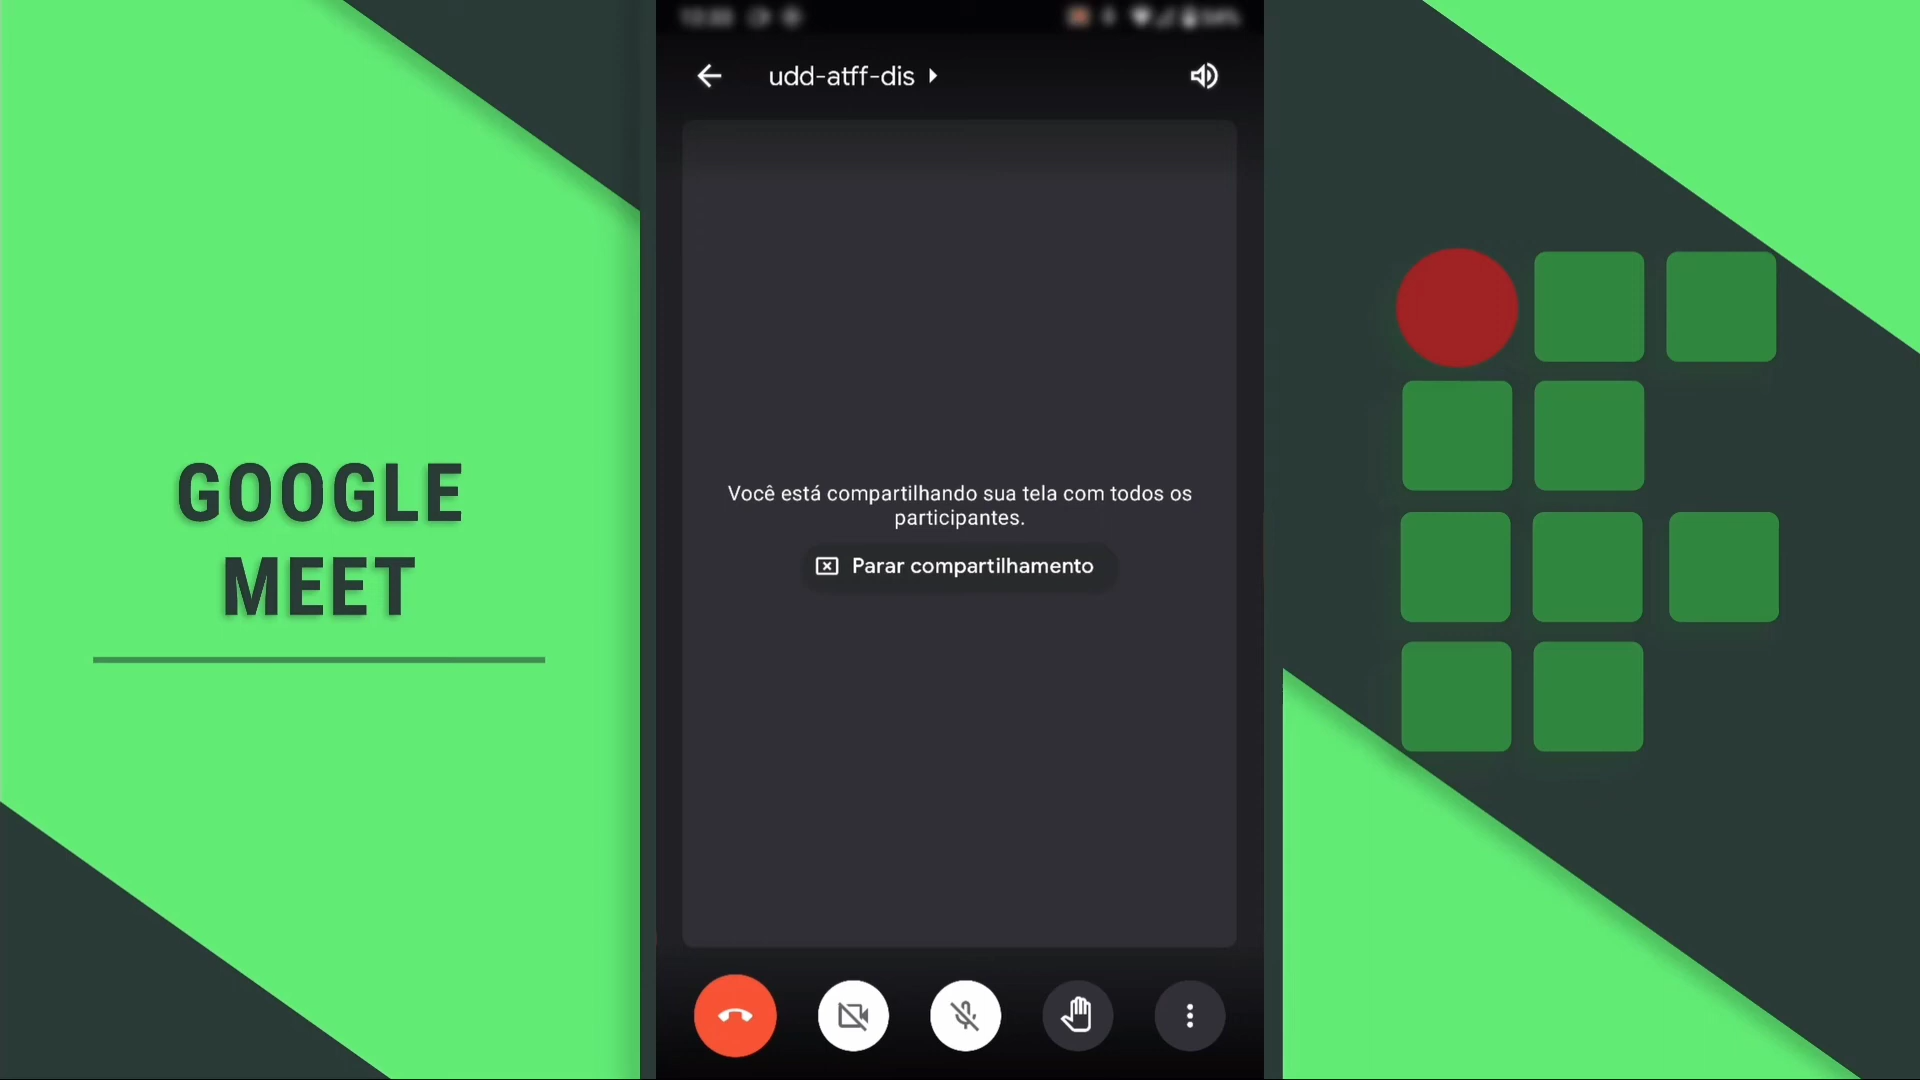 GOOGLE
MEET
udd-atff-dis
Você está compartilhando sua tela com todos os
participantes.
Parar compartilhamento